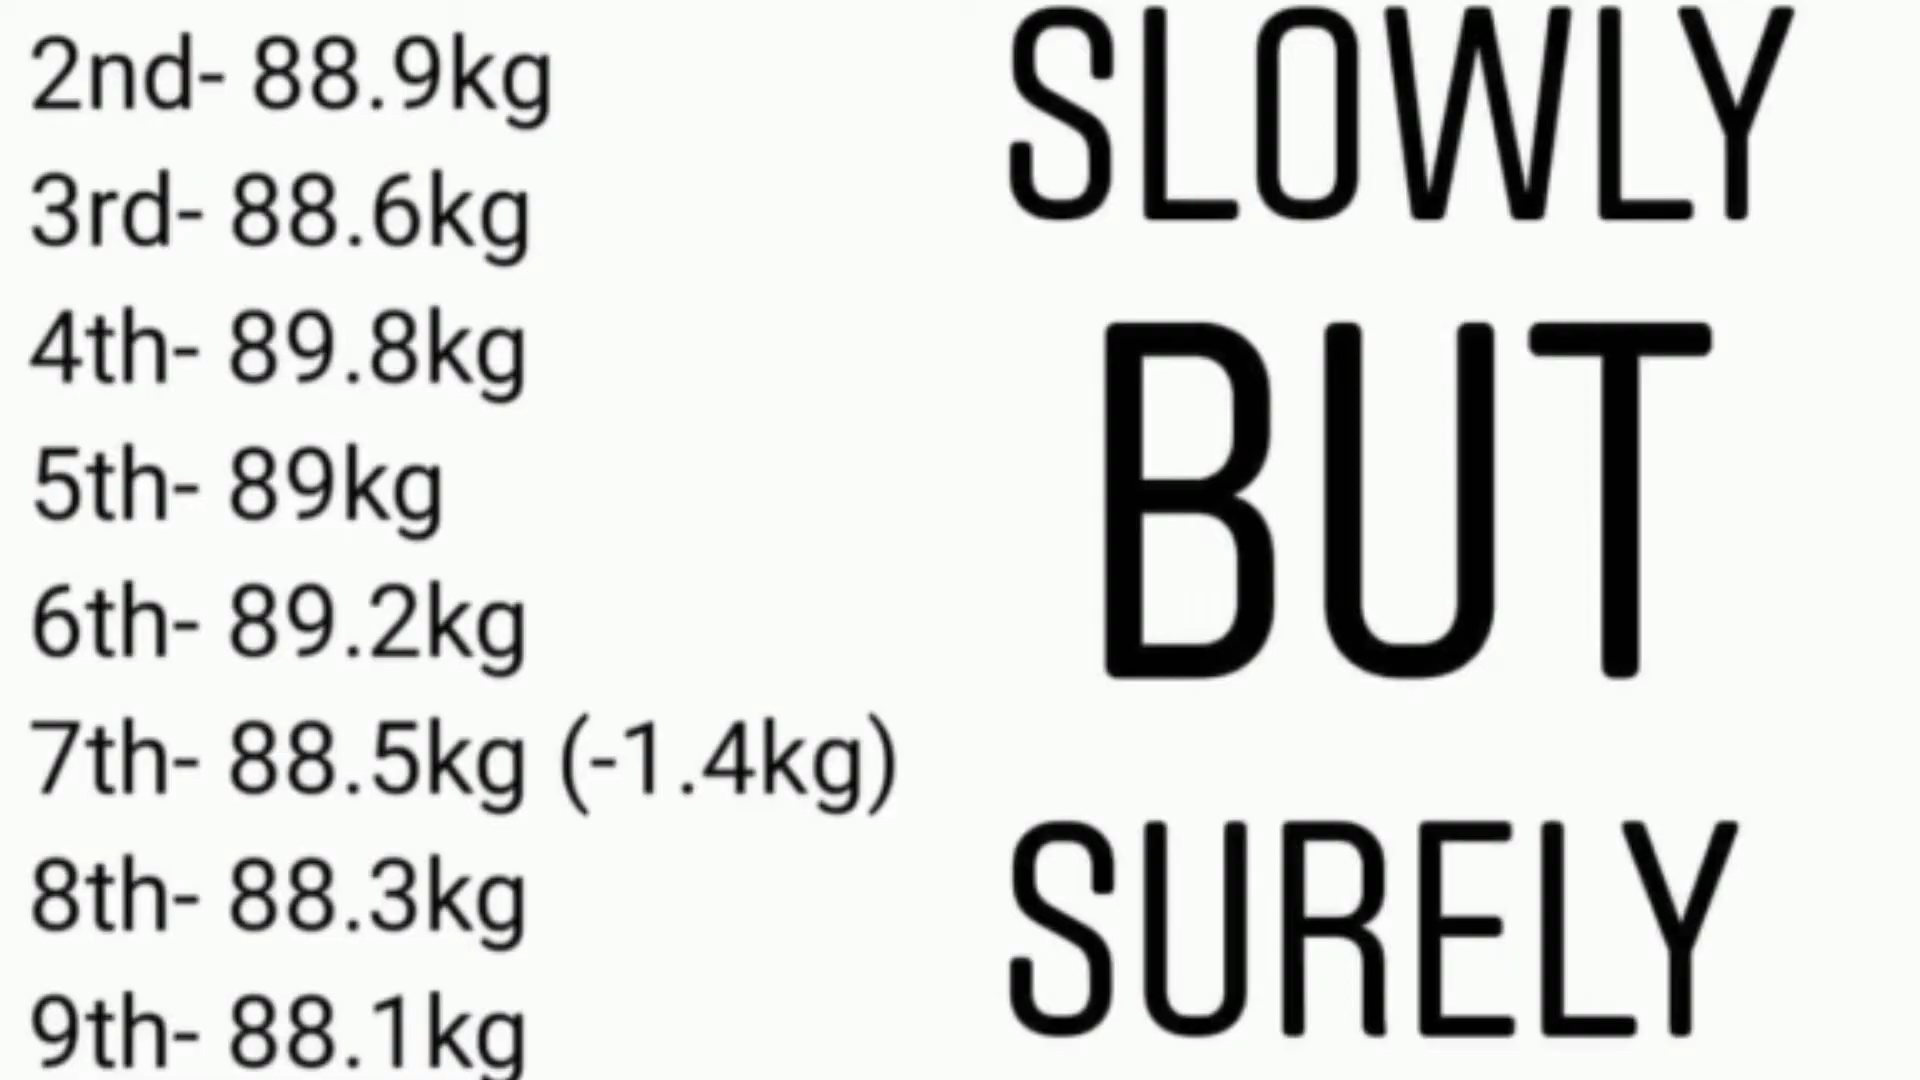 2nd- 88.9kg
3rd- 88.6kg
4th- 89.8kg
5th- 89kg
6th- 89.2kg
7th- 88.5kg (-1.4kg)
8th- 88.3kg
9th- 88.1kg
SLOWLY
BUT
SURELY